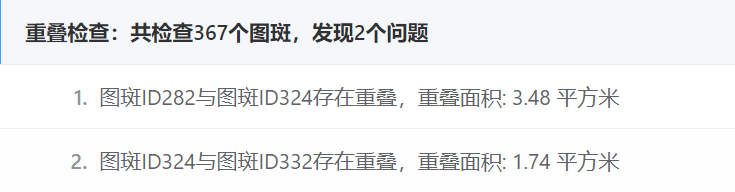 重叠检查：共检查367个图斑，发现2个问题
1. 图斑ID282与图斑ID324存在重叠，重叠面积: 3.48 平方米
2. 图斑ID324与图斑ID332存在重叠，重叠面积: 1.74 平方米